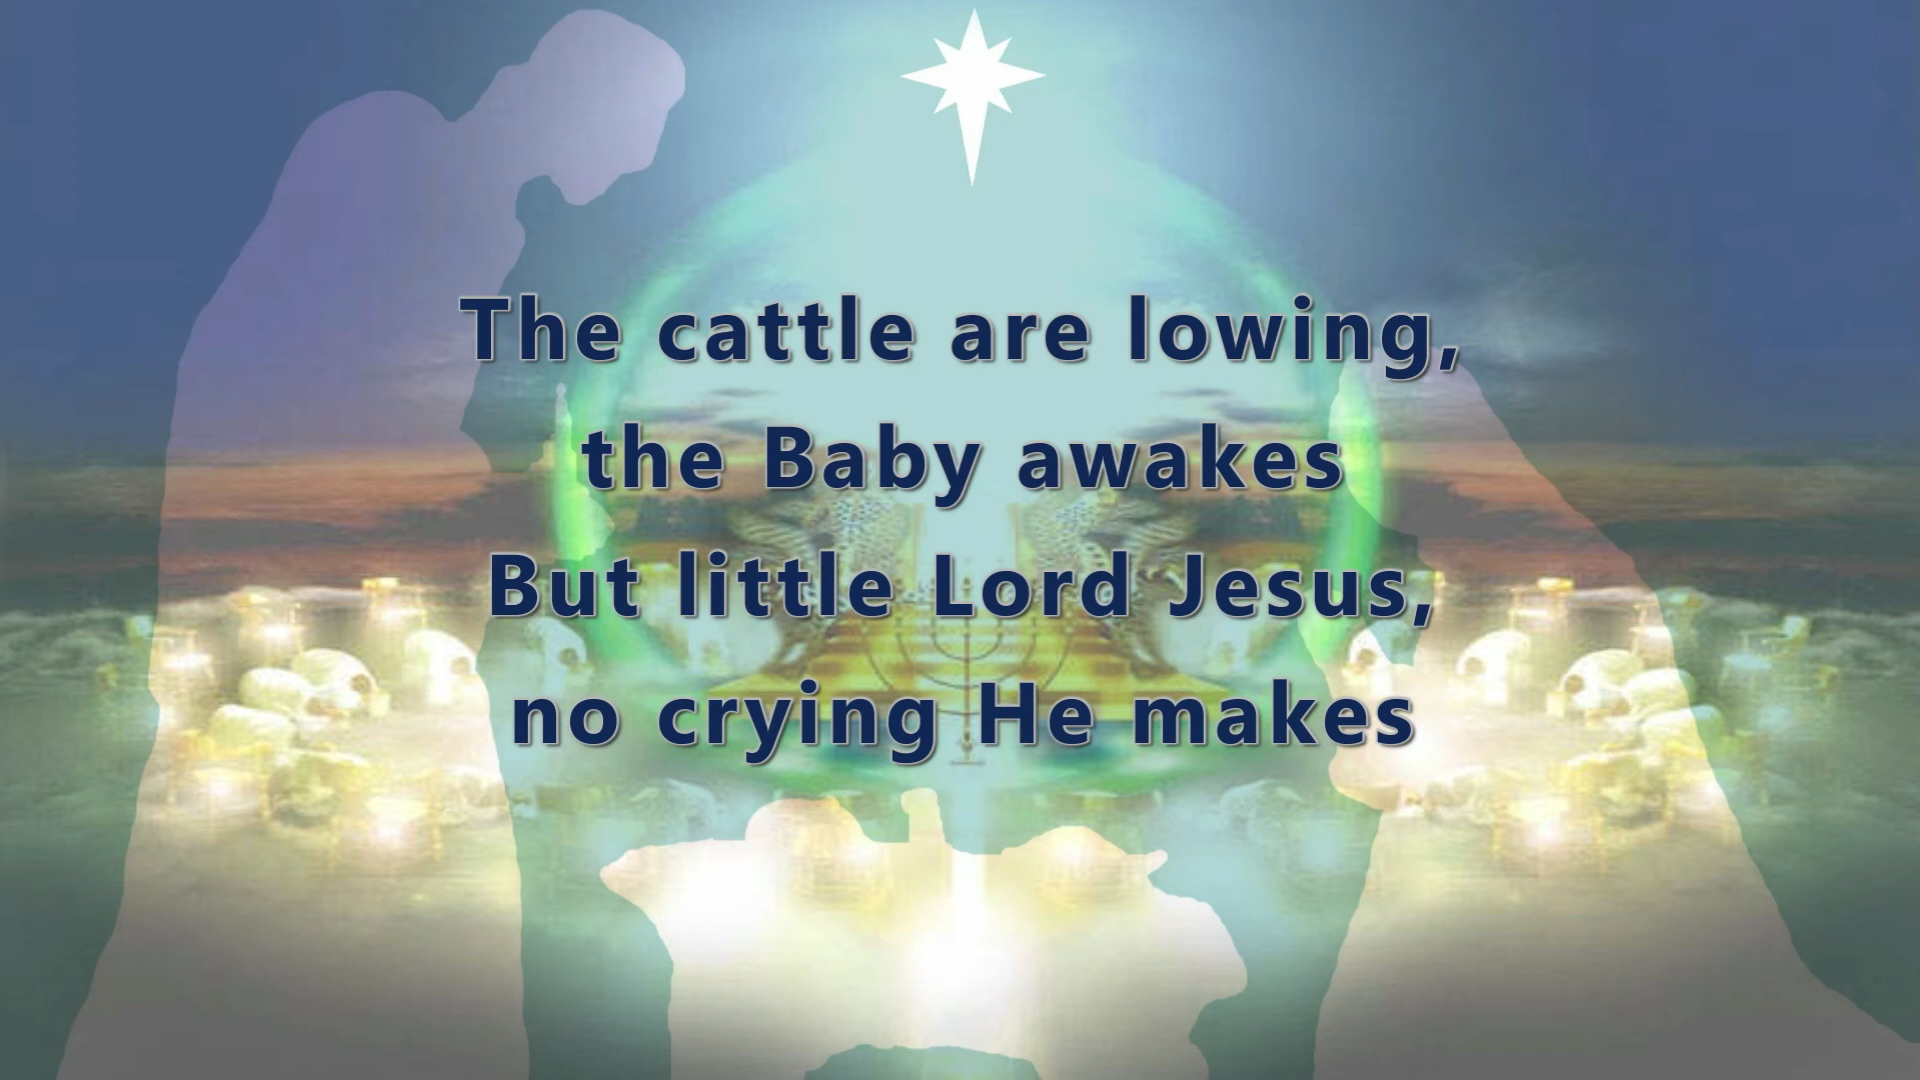 The cattle are lowing,
the Baby awakes
But little Lord Jesus,
no crying He makes